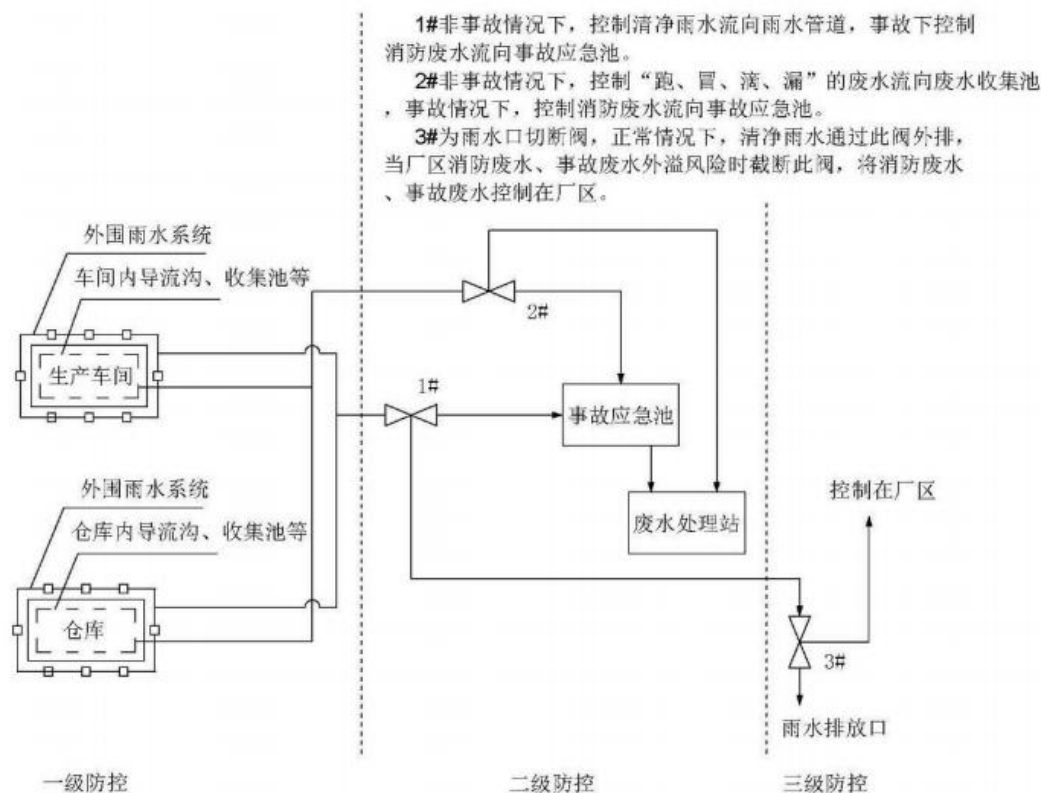 1#非事故情况下，控制清净雨水流向雨水管道，事故下控制
消防废水流向事故应急池。
2#非事故情况下，控制“跑、冒、滴、漏”的废水流向废水收集池
，事故情况下，控制消防废水流向事故应急池。
3#为雨水口切断阀，正常情况下，清净雨水通过此阀外排，
当厂区消防废水、事故废水外溢风险时截断此阀，将消防废水
、事故废水控制在厂区。
外围雨水系统
车间内导流沟、收集池等
2#
生产车间
1#
事故应急池
外围雨水系统
控制在厂区
废水处理站
仓库内导流沟、收集池等
仓库
3#
雨水排放口
一级防控
二级防控
三级防控